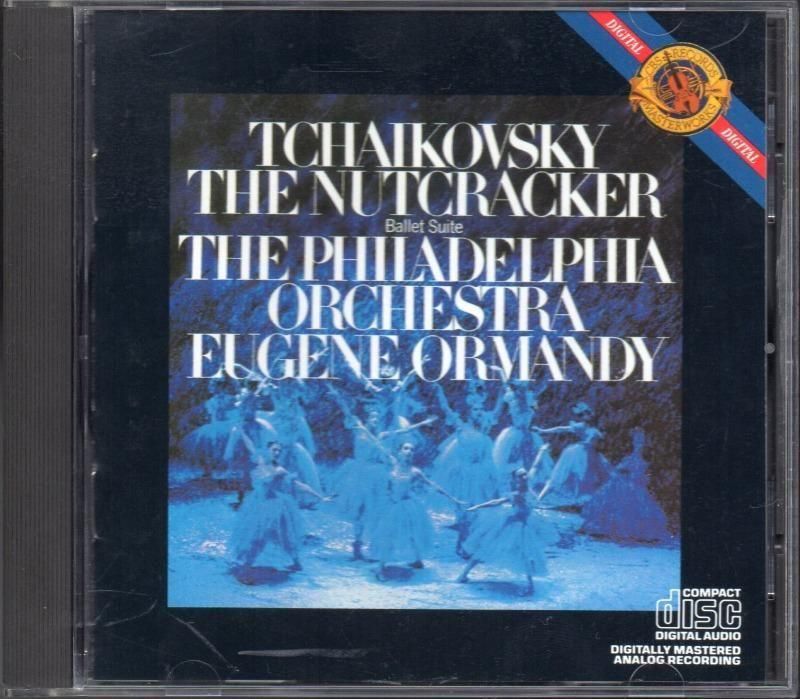 DIGITAL
CBS RECORDS
MASTERWORKS
DIGITAL
TCHAIKOVSKY
THE NUTCRACKER
Ballet Suite
THE PHILADELPHIA
ORCHESTRA
EUGENE ORMANDY
COMPACT
disc
DIGITAL AUDIO
DIGITALLY MASTERED
ANALOG RECORDING